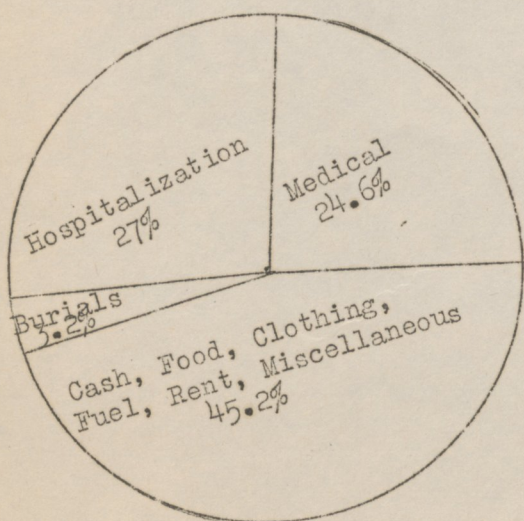 Hospitalization
27%
Medical
24.6%
Burials
3.2%
Cash, Food, Clothing,
Fuel, Rent, Miscellaneous
45.2%